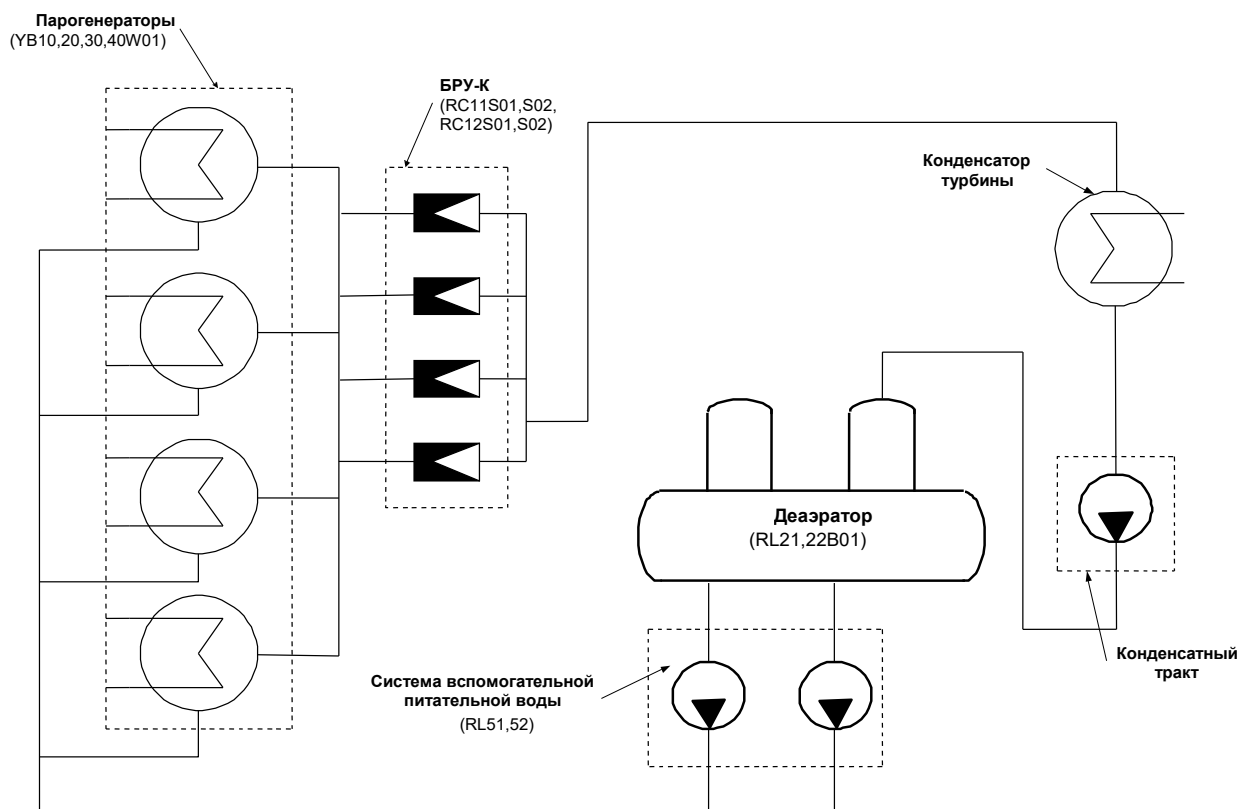 Парогенераторы
(YB10,20,30,40W01)
БРУ-К
(RC11S01,S02,
RC12S01,S02)
Конденсатор
турбины
Деаэратор
(RL21,22B01)
Система вспомогательной
питательной воды
(RL51,52)
Конденсатный
тракт